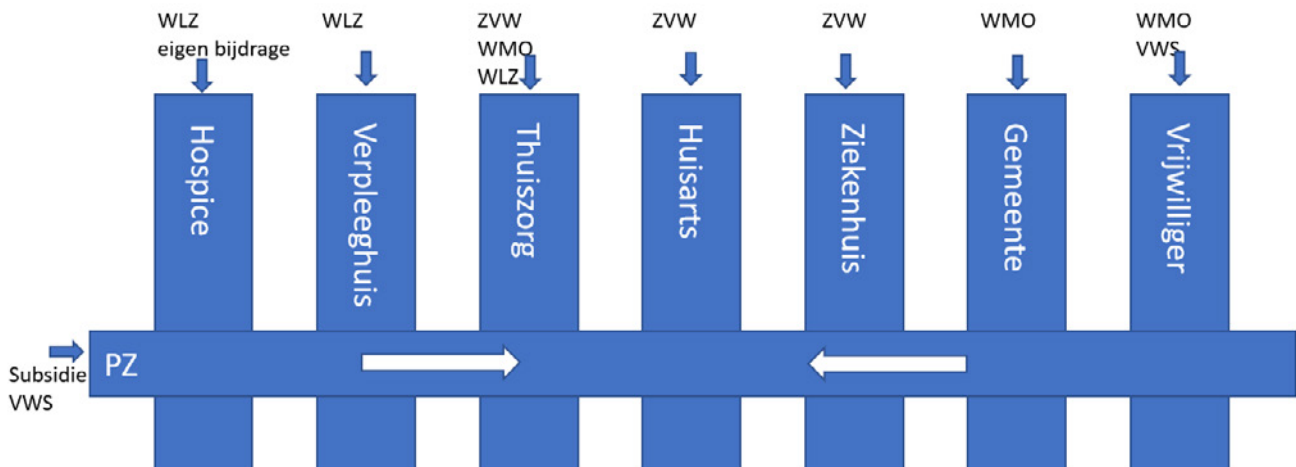 WLZ
eigen bijdrage
WLZ
ZVW
WMO
WLZ
ZVW
ZVW
WMO
WMO
VWS
Hospice
Verpleeghuis
Thuiszorg
Huisarts
Ziekenhuis
Gemeente
Vrijwilliger
PZ
Subsidie
VWS